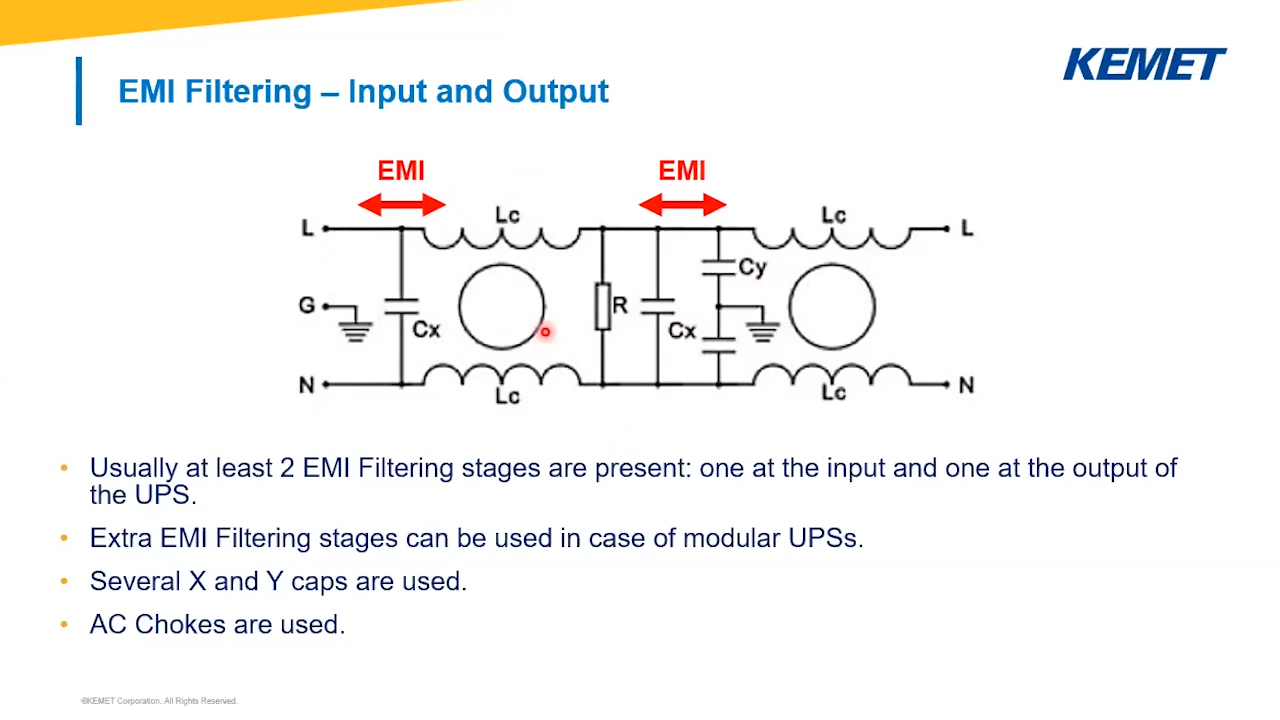 KEMET
EMI Filtering – Input and Output
EMI
EMI
Lc
Lc
L
L
Cy
G
R
Cx
Cx
N
N
Lc
Lc
• Usually at least 2 EMI Filtering stages are present: one at the input and one at the output of
the UPS.
• Extra EMI Filtering stages can be used in case of modular UPSs.
• Several X and Y caps are used.
• AC Chokes are used.
©KEMET Corporation. All Rights Reserved.